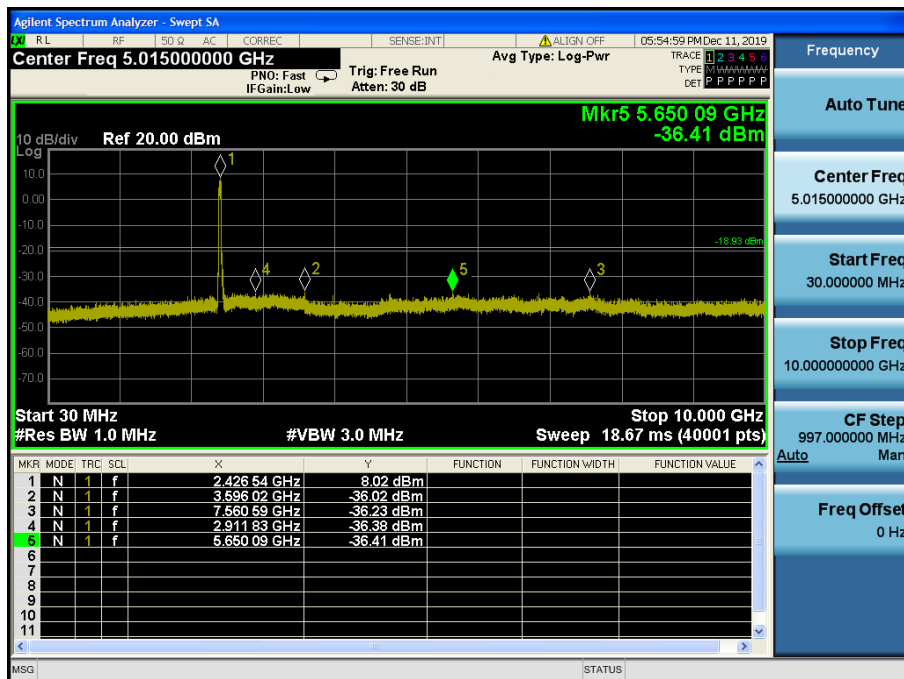 Agilent Spectrum Analyzer - Swept SA
LXI RL RF 50 Ω AC CORREC SENSE:INT ALIGN OFF 05:54:59 PM Dec 11, 2019
Center Freq 5.015000000 GHz
PNO: Fast
IFGain:Low
Trig: Free Run
Atten: 30 dB
Avg Type: Log-Pwr
TRACE 1 2 3 4 5 6
TYPE M W W W W W
DET P P P P P P
Mkr5 5.650 09 GHz
-36.41 dBm
10 dB/div Ref 20.00 dBm
Log
10.0
0.00
-10.0
-20.0
-30.0
-40.0
-50.0
-60.0
-70.0
1
4
2
5
3
-18.93 dBm
Start 30 MHz Stop 10.000 GHz
#Res BW 1.0 MHz #VBW 3.0 MHz Sweep 18.67 ms (40001 pts)
MKR MODE TRC SCL X Y FUNCTION FUNCTION WIDTH FUNCTION VALUE
1 N 1 f 2.426 54 GHz 8.02 dBm
2 N 1 f 3.596 02 GHz -36.02 dBm
3 N 1 f 7.560 59 GHz -36.23 dBm
4 N 1 f 2.911 83 GHz -36.38 dBm
5 N 1 f 5.650 09 GHz -36.41 dBm
6
7
8
9
10
11
MSG STATUS
Frequency
Auto Tune
Center Freq
5.015000000 GHz
Start Freq
30.000000 MHz
Stop Freq
10.000000000 GHz
CF Step
997.000000 MHz
Auto Man
Freq Offset
0 Hz